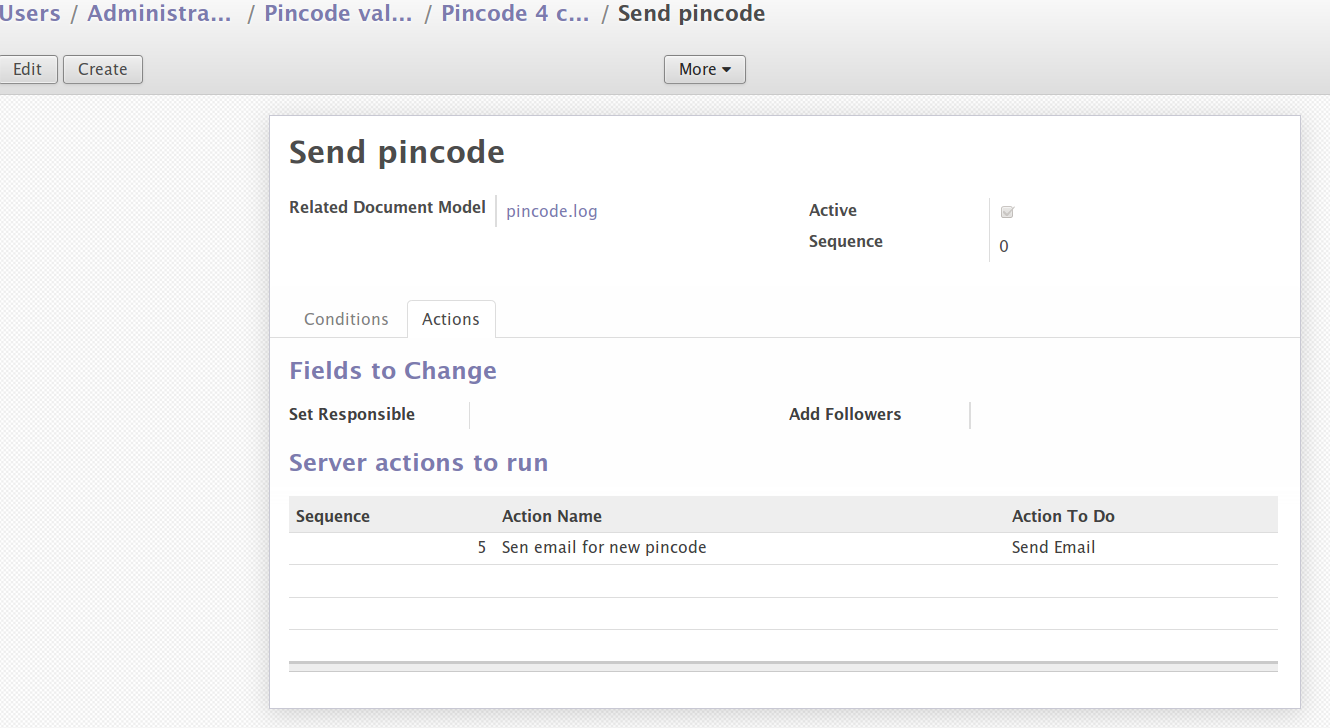 Users / Administra... / Pincode val... / Pincode 4 c... / Send pincode
Edit Create More
Send pincode
Related Document Model pincode.log Active
Sequence 0
Conditions Actions
Fields to Change
Set Responsible Add Followers
Server actions to run
Sequence Action Name Action To Do
5 Sen email for new pincode Send Email